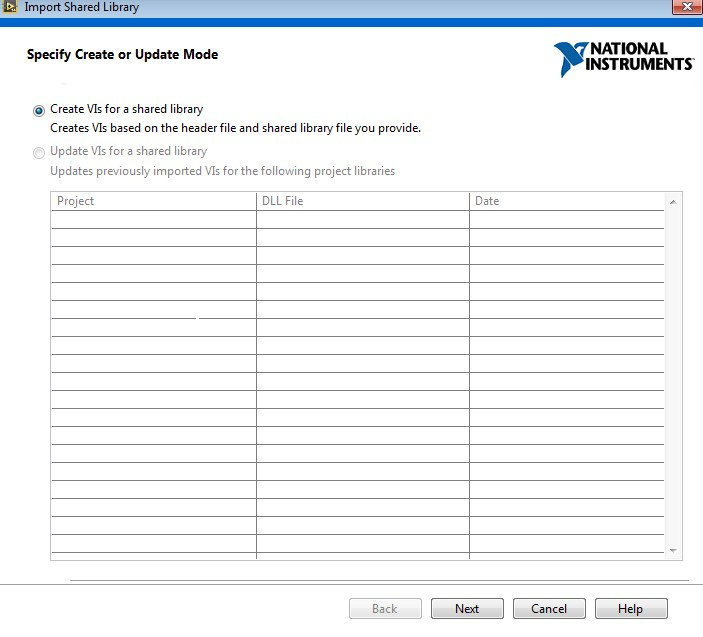 Import Shared Library
Specify Create or Update Mode
NATIONAL
INSTRUMENTS
Create VIs for a shared library
Creates VIs based on the header file and shared library file you provide.
Update VIs for a shared library
Updates previously imported VIs for the following project libraries
Project DLL File Date
Back Next Cancel Help